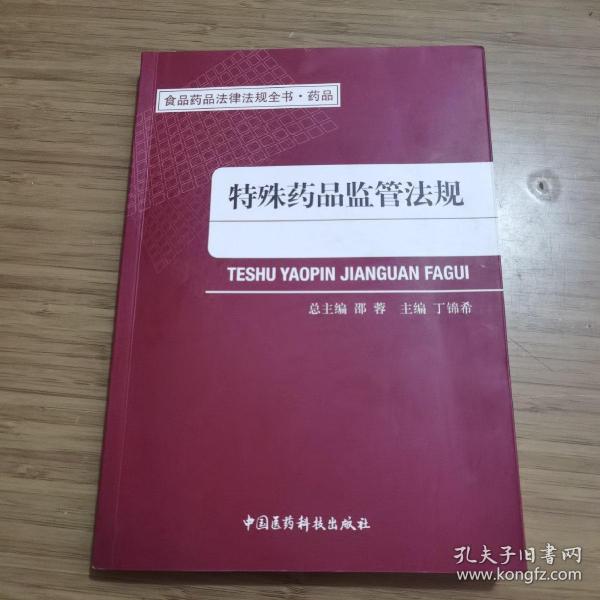 食品药品法律法规全书·药品
特殊药品监管法规
TESHU YAOPIN JIANGUAN FAGUI
总主编 邵 蓉 主编 丁锦希
中国医药科技出版社
孔夫子旧书网
www.kongfz.com